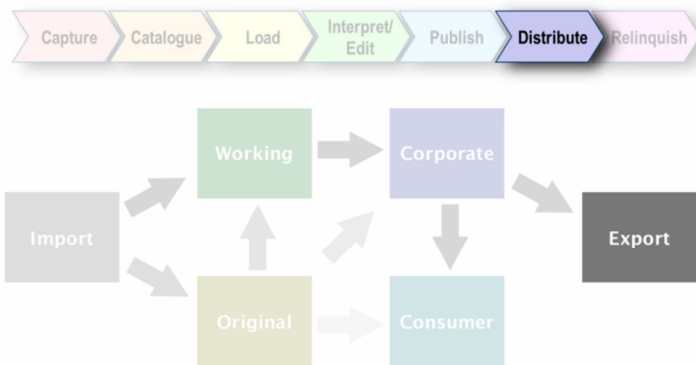 Capture
Catalogue
Load
Interpret/
Edit
Publish
Distribute
Relinquish
Working
Corporate
Import
Export
Original
Consumer